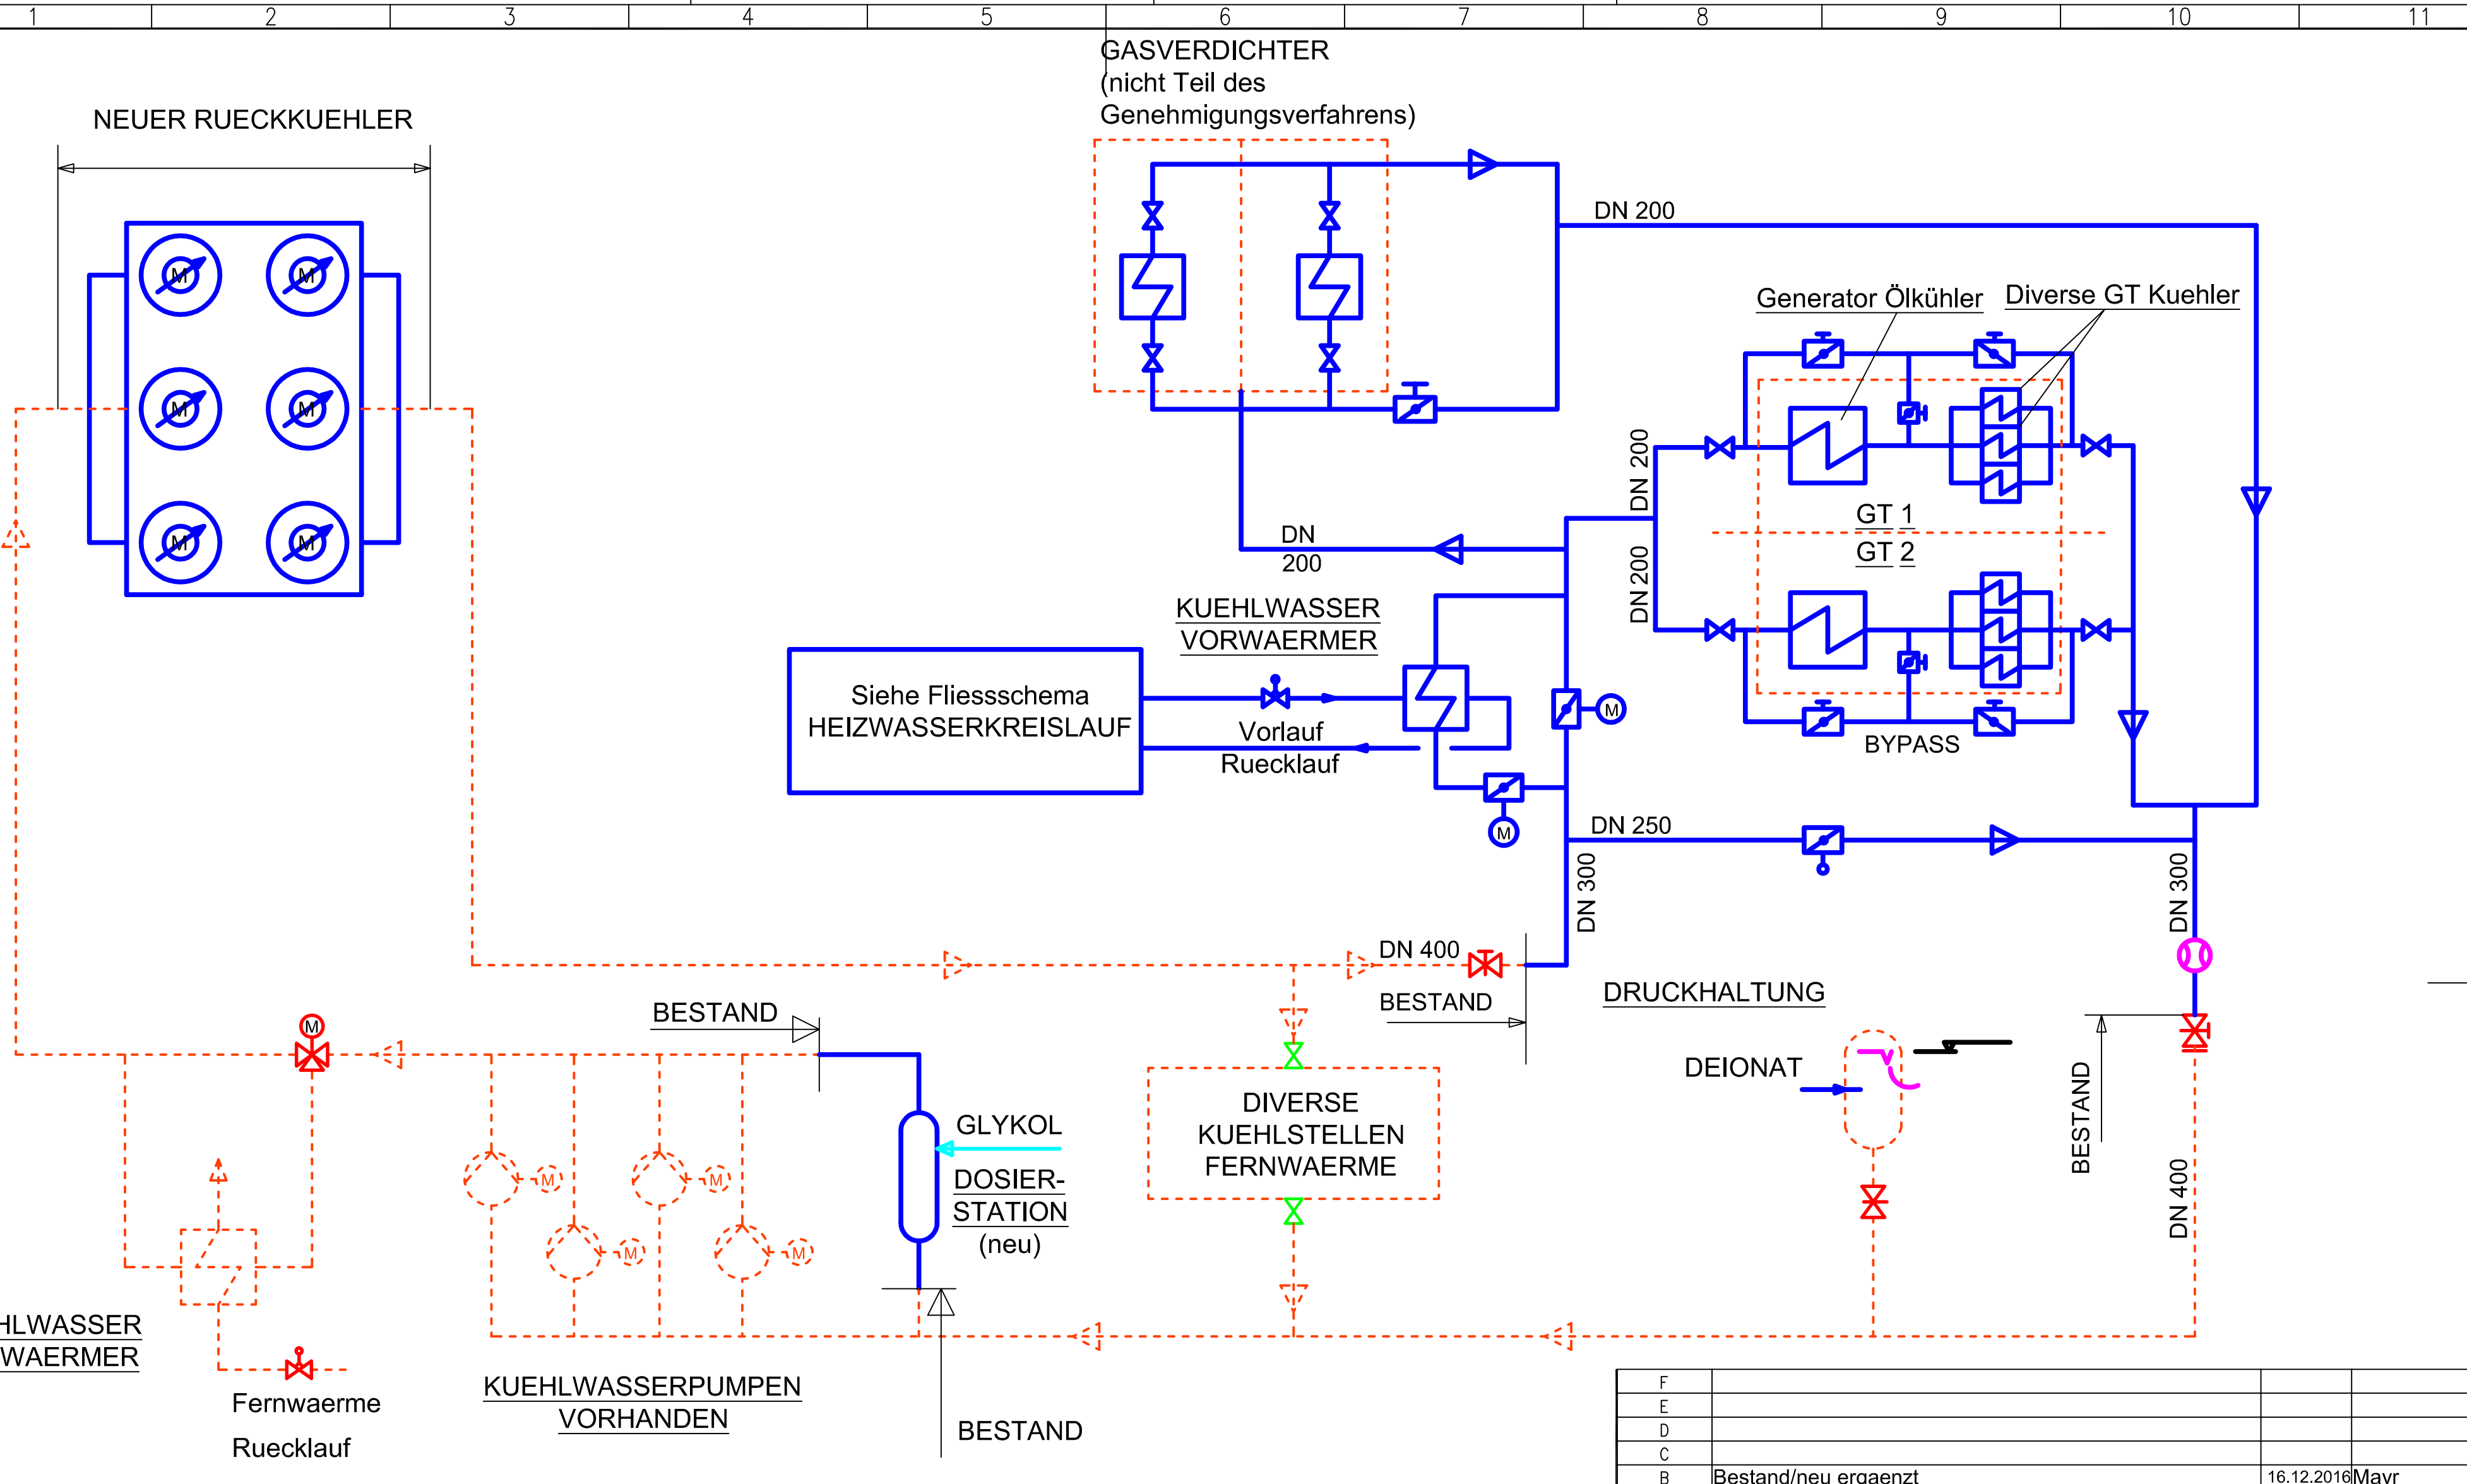 1 2 3 4 5 6 7 8 9 10 11
GASVERDICHTER
(nicht Teil des
Genehmigungsverfahrens)
NEUER RUECKKUEHLER
M M
M M
M M
DN 200
Generator Ölkühler
Diverse GT Kuehler
DN 200
GT 1
GT 2
DN 200
DN
200
KUEHLWASSER
VORWAERMER
Siehe Fliessschema
HEIZWASSERKREISLAUF
Vorlauf
Ruecklauf
M
M
BYPASS
DN 250
DN 300
DN 300
DN 400
BESTAND
BESTAND
DRUCKHALTUNG
DEIONAT
BESTAND
DN 400
M
GLYKOL
DOSIER-
STATION
(neu)
DIVERSE
KUEHLSTELLEN
FERNWAERME
M M
M M
HLWASSER
WAERMER
Fernwaerme
Ruecklauf
KUEHLWASSERPUMPEN
VORHANDEN
BESTAND
F
E
D
C
B Bestand/neu ergaenzt 16.12.2016 Mayr